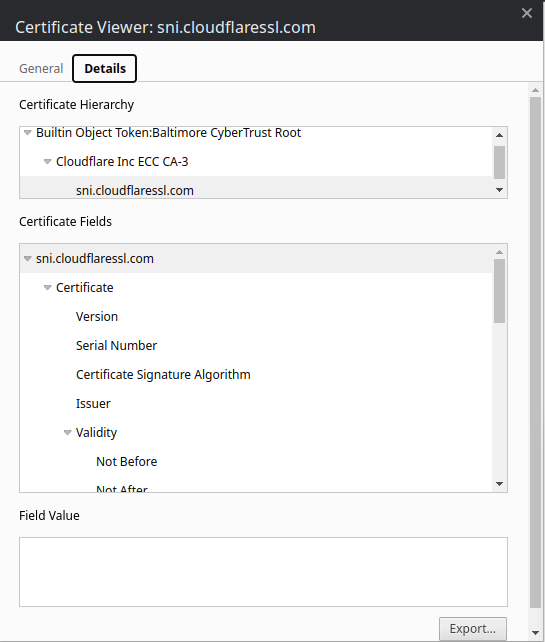 Certificate Viewer: sni.cloudflaressl.com
General Details
Certificate Hierarchy
Builtin Object Token:Baltimore CyberTrust Root
Cloudflare Inc ECC CA-3
sni.cloudflaressl.com
Certificate Fields
sni.cloudflaressl.com
Certificate
Version
Serial Number
Certificate Signature Algorithm
Issuer
Validity
Not Before
Not After
Field Value
Export...